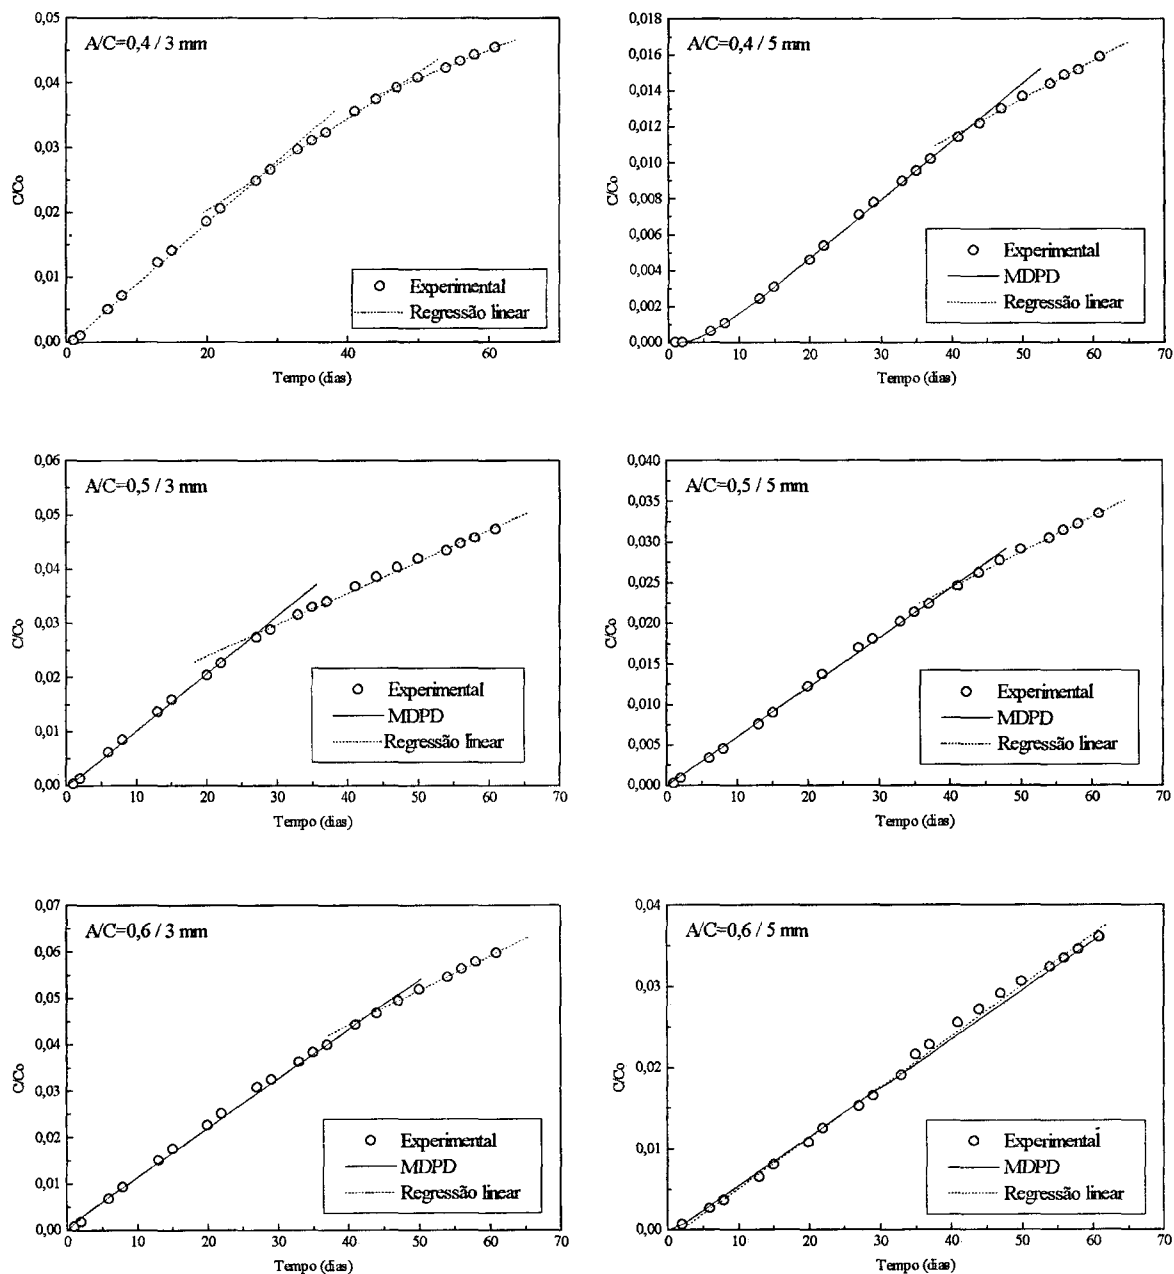 A/C=0,4 / 3 mm
0,05
0,04
0,03
0,02
0,01
0,00
C/Co
0 20 40 60
Tempo (dias)
Experimental
Regressão linear
A/C=0,4 / 5 mm
0,018
0,016
0,014
0,012
0,010
0,008
0,006
0,004
0,002
0,000
C/Co
0 10 20 30 40 50 60 70
Tempo (dias)
Experimental
MDPD
Regressão linear
A/C=0,5 / 3 mm
0,06
0,05
0,04
0,03
0,02
0,01
0,00
C/Co
0 10 20 30 40 50 60 70
Tempo (dias)
Experimental
MDPD
Regressão linear
A/C=0,5 / 5 mm
0,040
0,035
0,030
0,025
0,020
0,015
0,010
0,005
0,000
C/Co
0 10 20 30 40 50 60 70
Tempo (dias)
Experimental
MDPD
Regressão linear
A/C=0,6 / 3 mm
0,07
0,06
0,05
0,04
0,03
0,02
0,01
0,00
C/Co
0 10 20 30 40 50 60 70
Tempo (dias)
Experimental
MDPD
Regressão linear
A/C=0,6 / 5 mm
0,04
0,03
0,02
0,01
0,00
C/Co
0 10 20 30 40 50 60 70
Tempo (dias)
Experimental
MDPD
Regressão linear